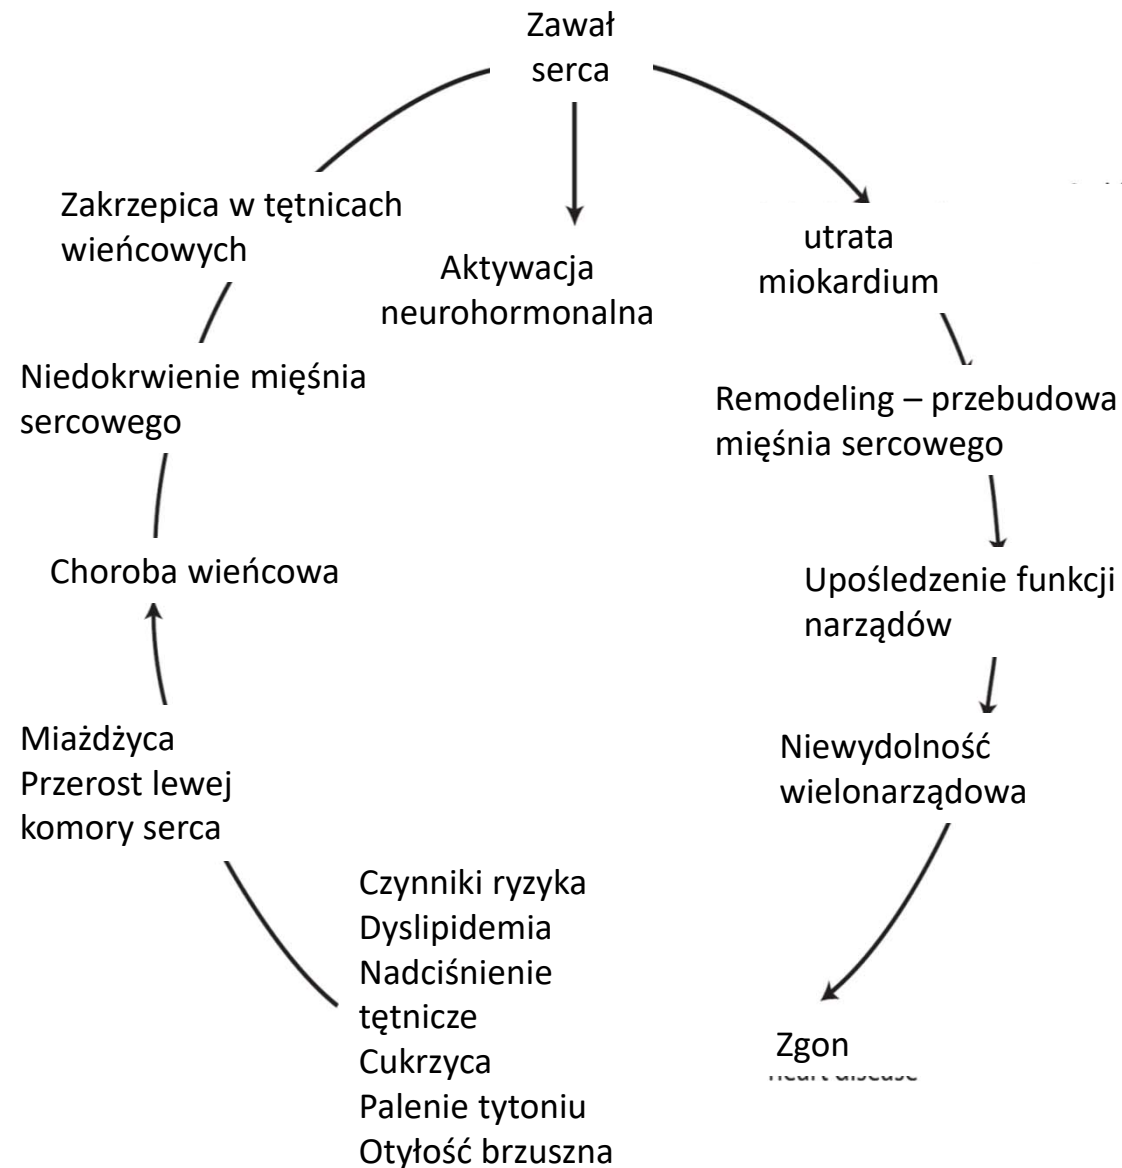 Zawał
serca
Zakrzepica w tętnicach
wieńcowych
Aktywacja
neurohormonalna
utrata
miokardium
Niedokrwienie mięśnia
sercowego
Remodeling – przebudowa
mięśnia sercowego
Choroba wieńcowa
Upośledzenie funkcji
narządów
Miażdżyca
Przerost lewej
komory serca
Niewydolność
wielonarządowa
Czynniki ryzyka
Dyslipidemia
Nadciśnienie
tętnicze
Cukrzyca
Palenie tytoniu
Otyłość brzuszna
Zgon
heart disease